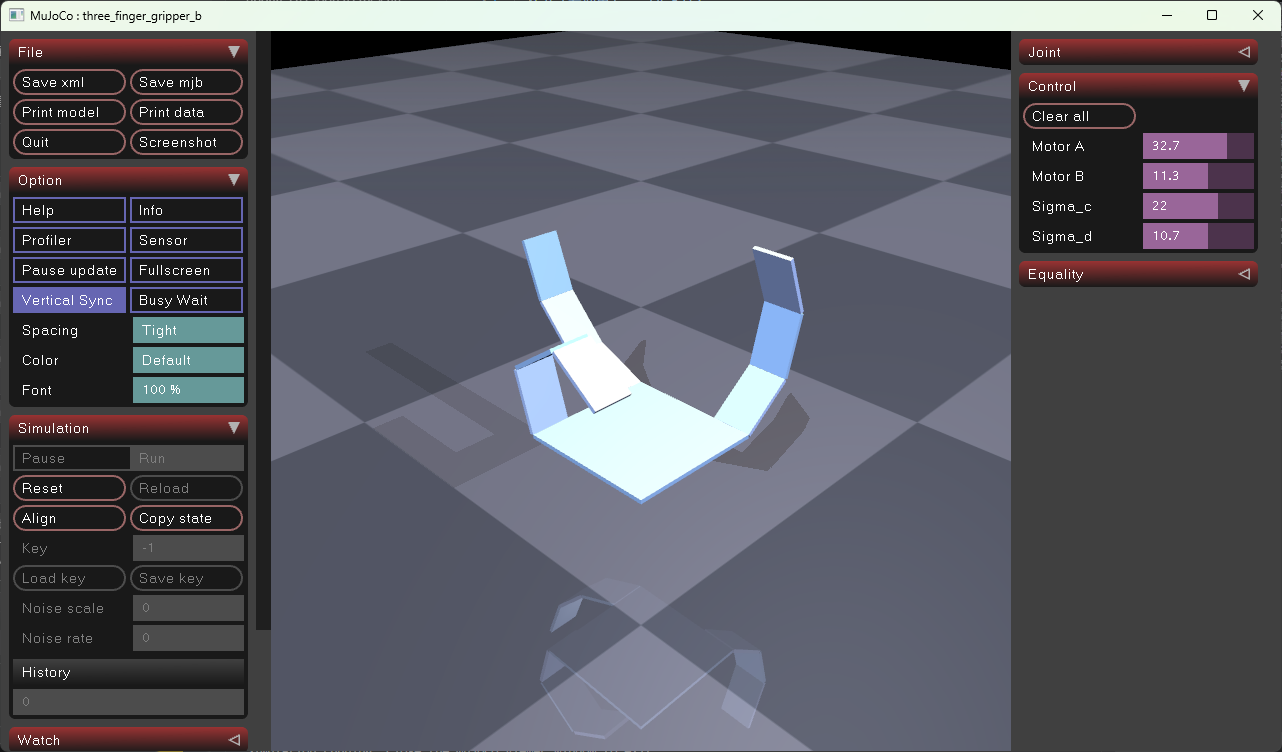 MuJoCo : three_finger_gripper_b
File
Save xml
Save mjb
Print model
Print data
Quit
Screenshot
Option
Help
Info
Profiler
Sensor
Pause update
Fullscreen
Vertical Sync
Busy Wait
Spacing
Tight
Color
Default
Font
100 %
Simulation
Pause
Run
Reset
Reload
Align
Copy state
Key
-1
Load key
Save key
Noise scale
0
Noise rate
0
History
0
Watch
Joint
Control
Clear all
Motor A
32.7
Motor B
11.3
Sigma_c
22
Sigma_d
10.7
Equality